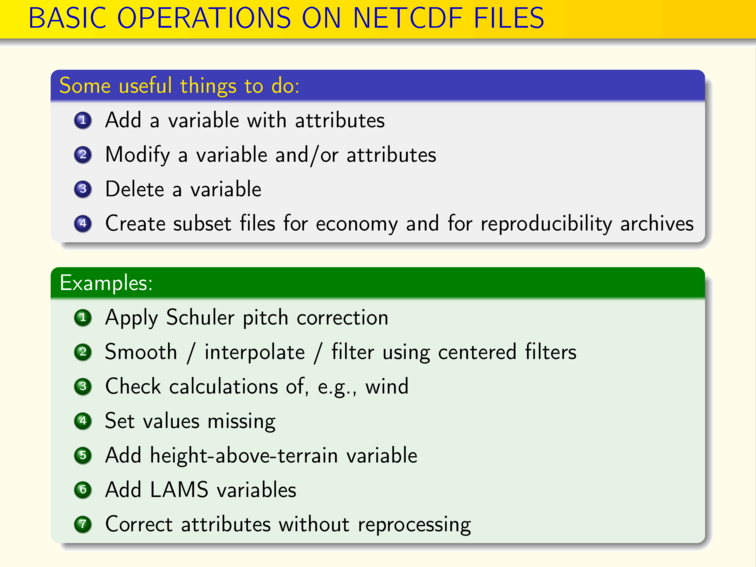 BASIC OPERATIONS ON NETCDF FILES
Some useful things to do:
1 Add a variable with attributes
2 Modify a variable and/or attributes
3 Delete a variable
4 Create subset files for economy and for reproducibility archives
Examples:
1 Apply Schuler pitch correction
2 Smooth / interpolate / filter using centered filters
3 Check calculations of, e.g., wind
4 Set values missing
5 Add height-above-terrain variable
6 Add LAMS variables
7 Correct attributes without reprocessing